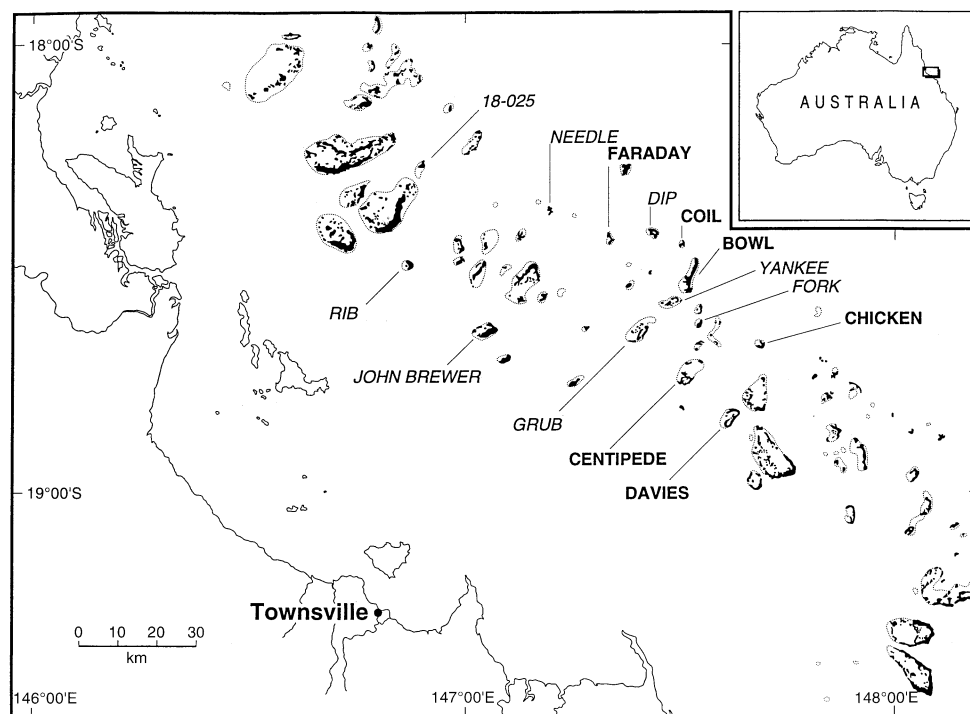 18°00'S
18-025
NEEDLE
FARADAY
DIP
COIL
BOWL
YANKEE
FORK
CHICKEN
RIB
JOHN BREWER
GRUB
CENTIPEDE
DAVIES
19°00'S
Townsville
0 10 20 30
km
146°00'E
147°00'E
148°00'E
AUSTRALIA